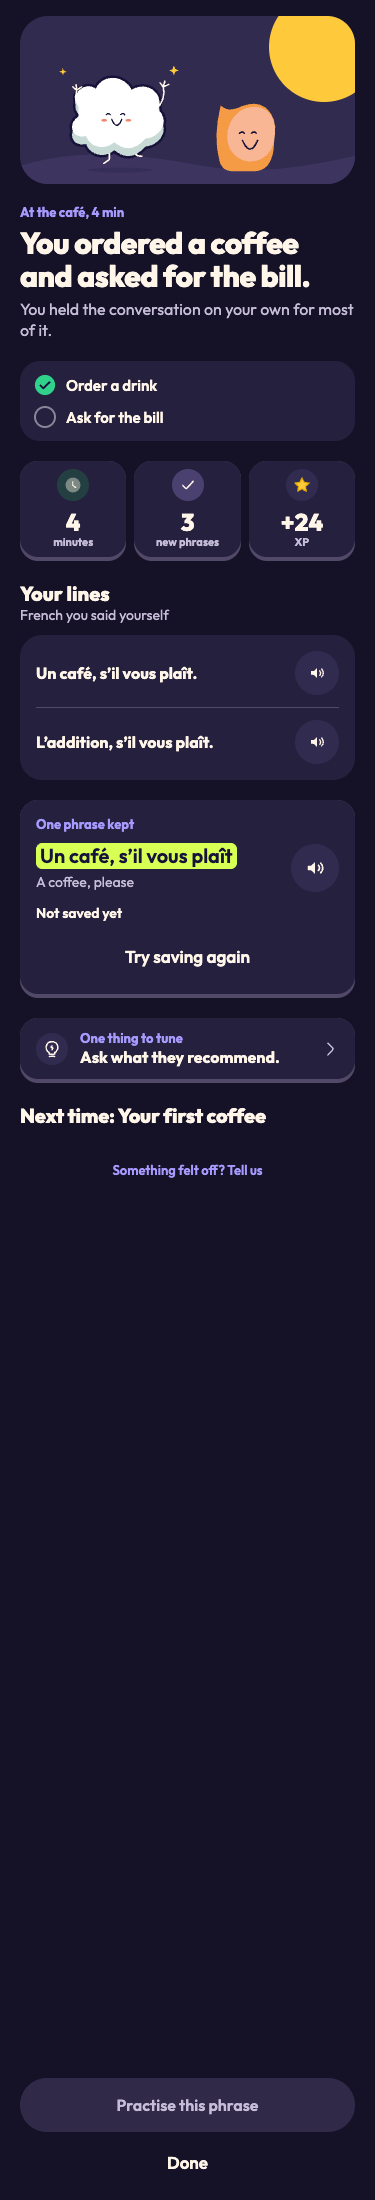 At the café, 4 min
You ordered a coffee
and asked for the bill.
You held the conversation on your own for most
of it.
Order a drink
Ask for the bill
4
minutes
3
new phrases
+24
XP
Your lines
French you said yourself
Un café, s’il vous plaît.
L’addition, s’il vous plaît.
One phrase kept
Un café, s’il vous plaît
A coffee, please
Not saved yet
Try saving again
One thing to tune
Ask what they recommend.
Next time: Your first coffee
Something felt off? Tell us
Practise this phrase
Done